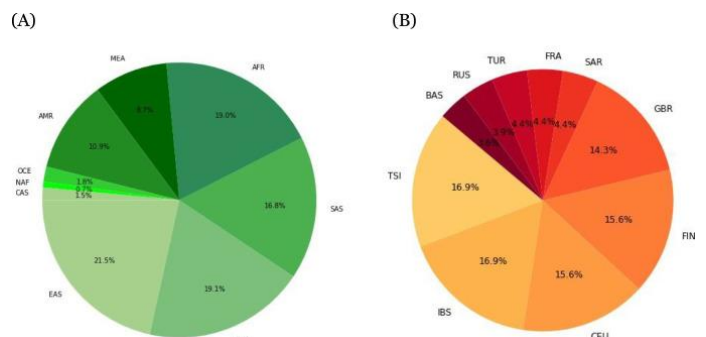 (A)
(B)
MEA
AFR
AMR
OCE
NAF
CAS
SAS
EAS
8.7%
19.0%
10.9%
1.8%
0.7%
1.5%
16.8%
21.5%
19.1%
FRA
TUR
SAR
RUS
BAS
GBR
TSI
FIN
IBS
CEU
4.4%
4.4%
4.4%
3.9%
14.3%
16.9%
15.6%
16.9%
15.6%